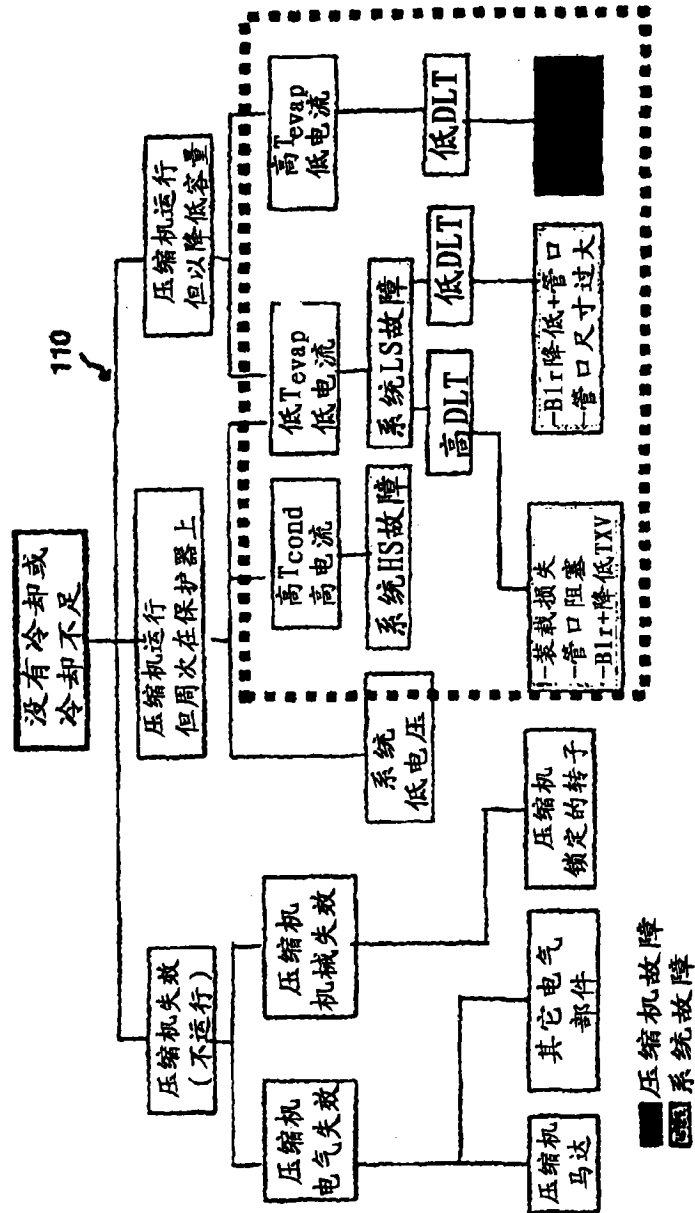 110
没有冷却或
冷却不足
压缩机失效
(不运行)
压缩机运行
但周次在保护器上
压缩机运行
但以降低容量
压缩机
电气失效
压缩机
机械失效
系统
低电压
高Tcond
高电流
低Tevap
低电流
高Tevap
低电流
系统HS故障
系统LS故障
高DLT
低DLT
低DLT
压缩机
马达
其它电气
部件
压缩机
锁定的转子
-装载损失
-管口阻塞
-Blr+降低TXV
-Blr降低+管口
-管口尺寸过大
压缩机故障
系统故障